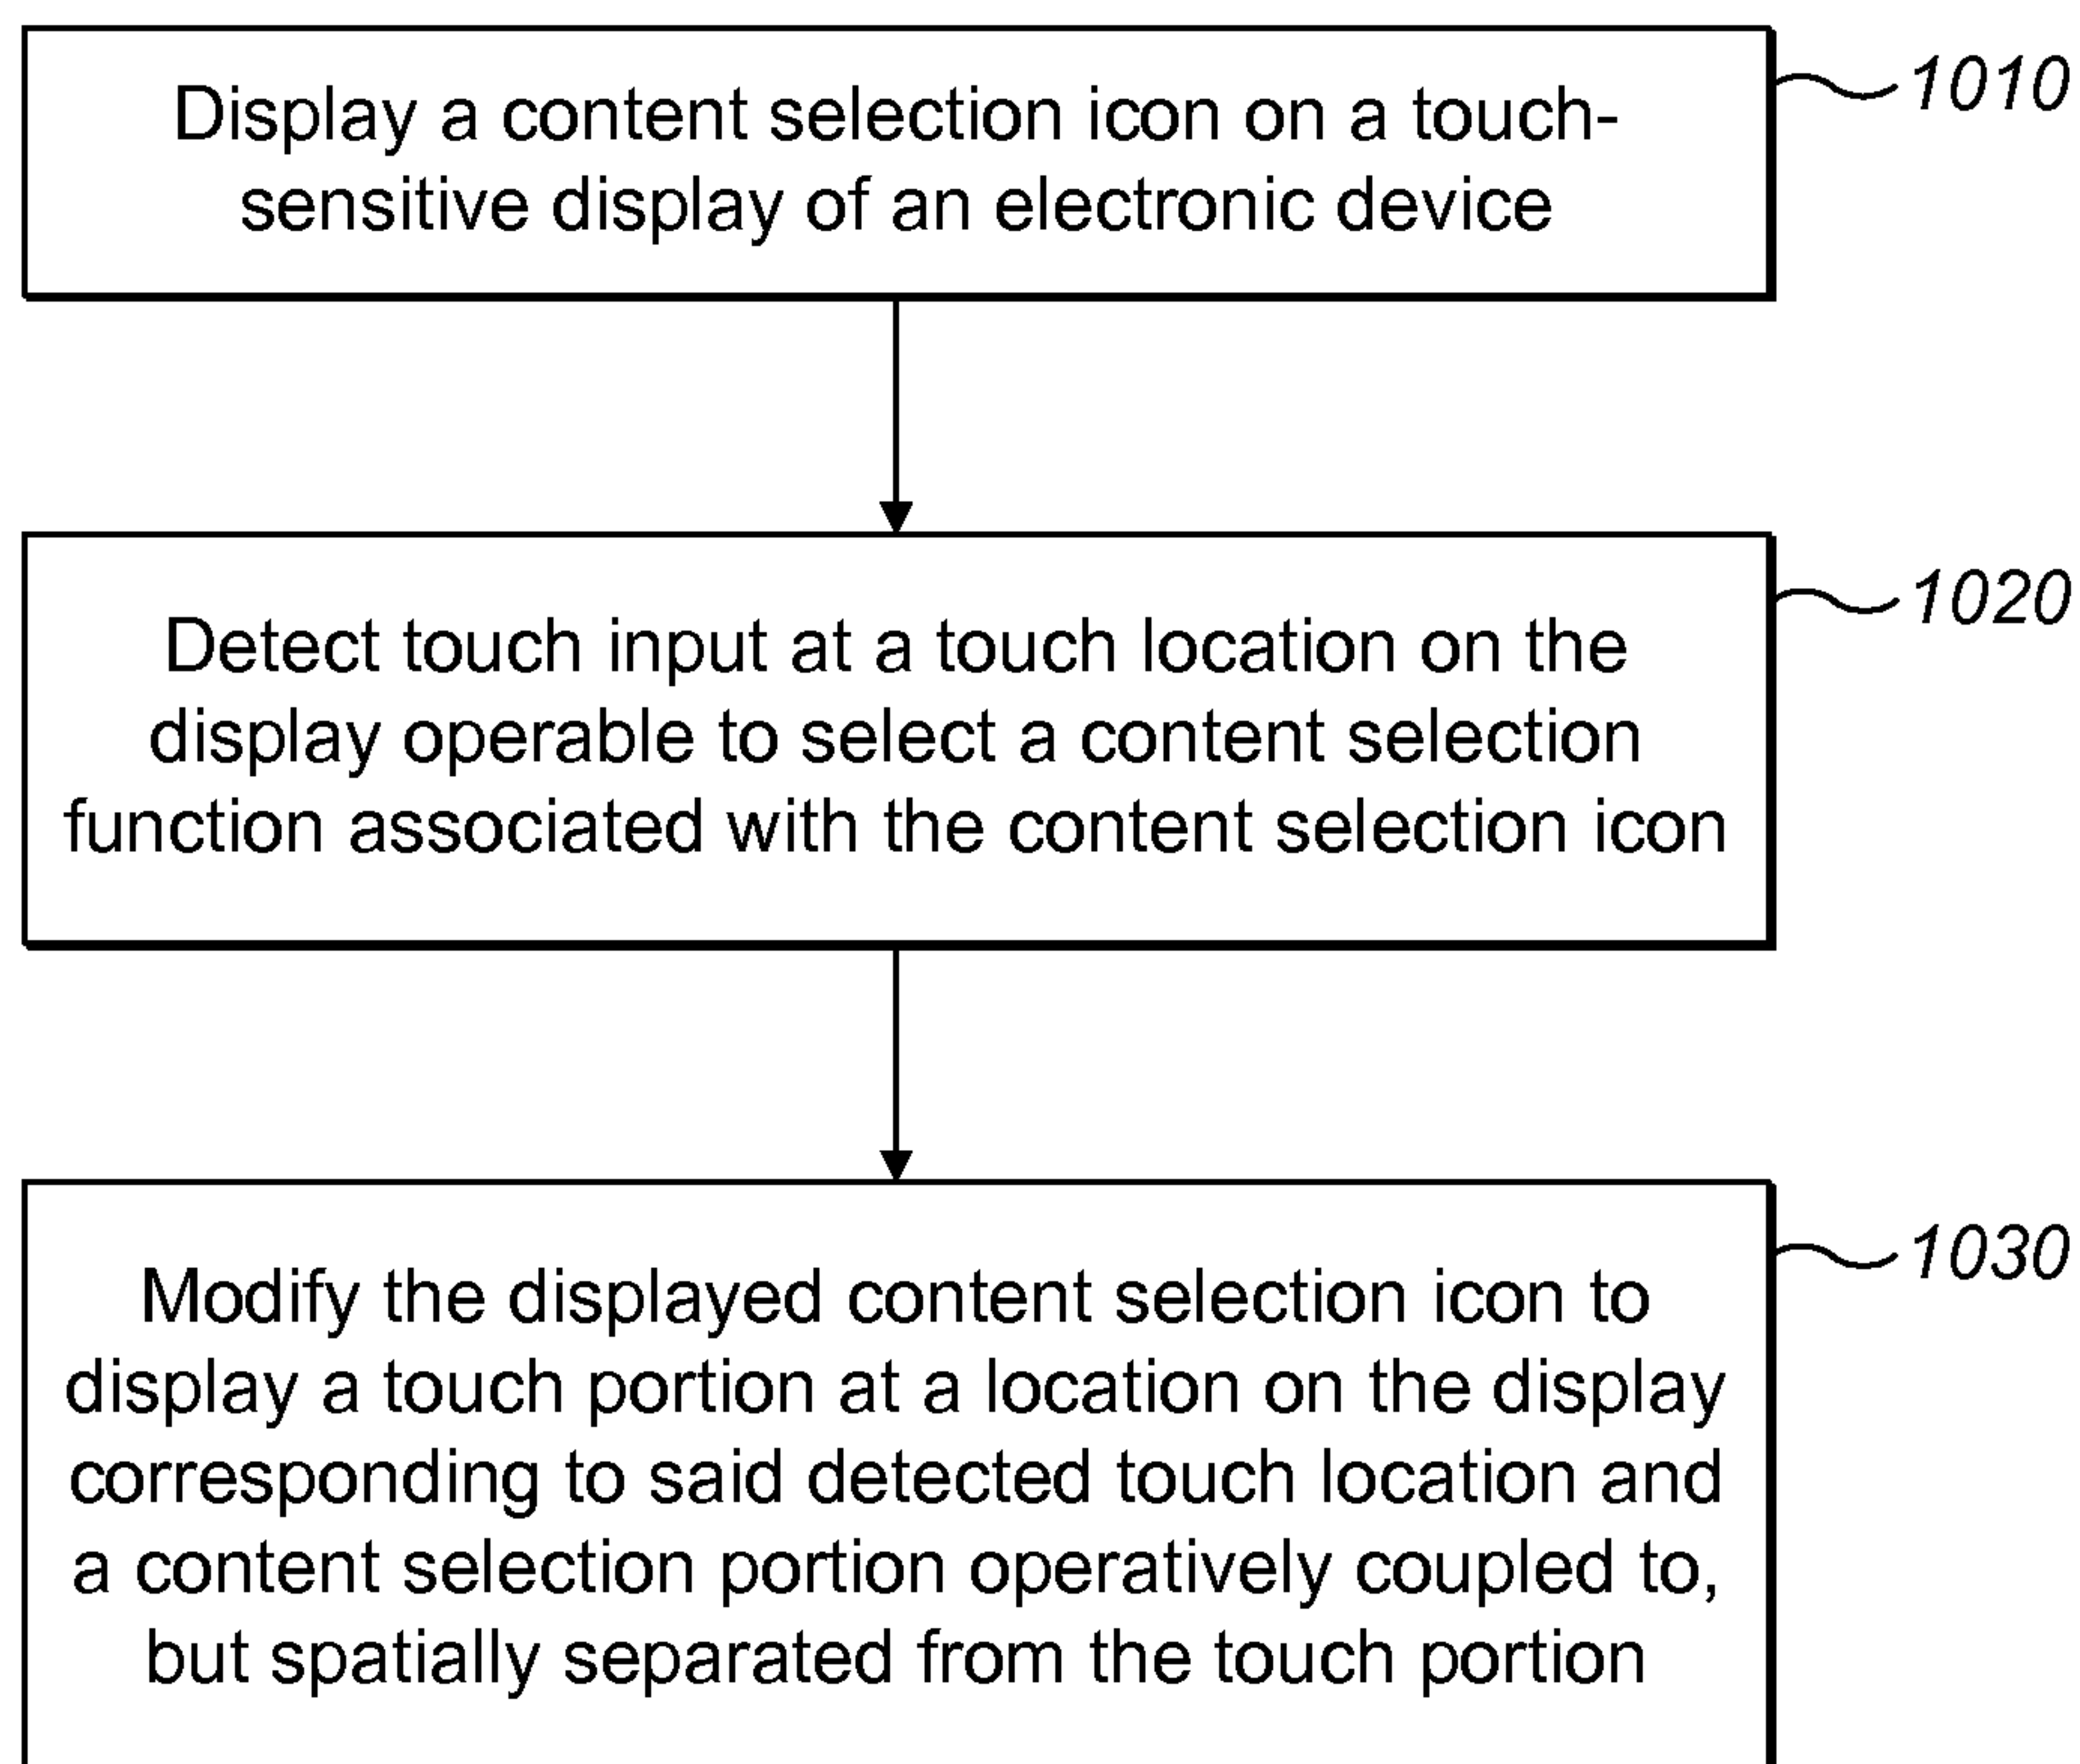 Display a content selection icon on a touch-
sensitive display of an electronic device
1010
Detect touch input at a touch location on the
display operable to select a content selection
function associated with the content selection icon
1020
Modify the displayed content selection icon to
display a touch portion at a location on the display
corresponding to said detected touch location and
a content selection portion operatively coupled to,
but spatially separated from the touch portion
1030